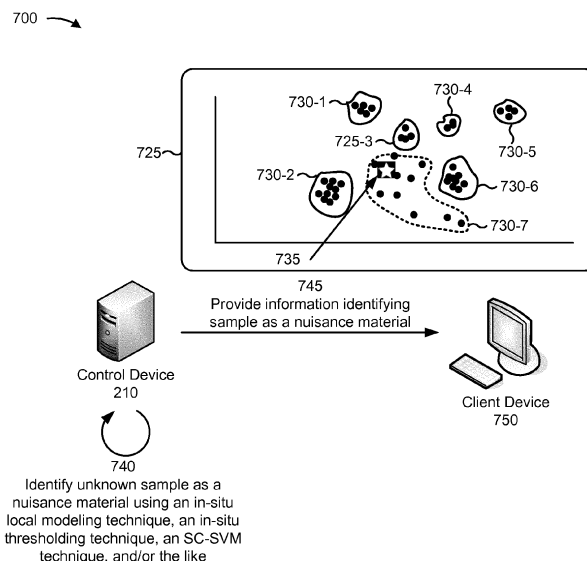 700
730-1
730-4
725-3
730-5
725
730-2
730-6
730-7
735
745
Provide information identifying
sample as a nuisance material
Control Device
210
Client Device
750
740
Identify unknown sample as a
nuisance material using an in-situ
local modeling technique, an in-situ
thresholding technique, an SC-SVM
technique, and/or the like